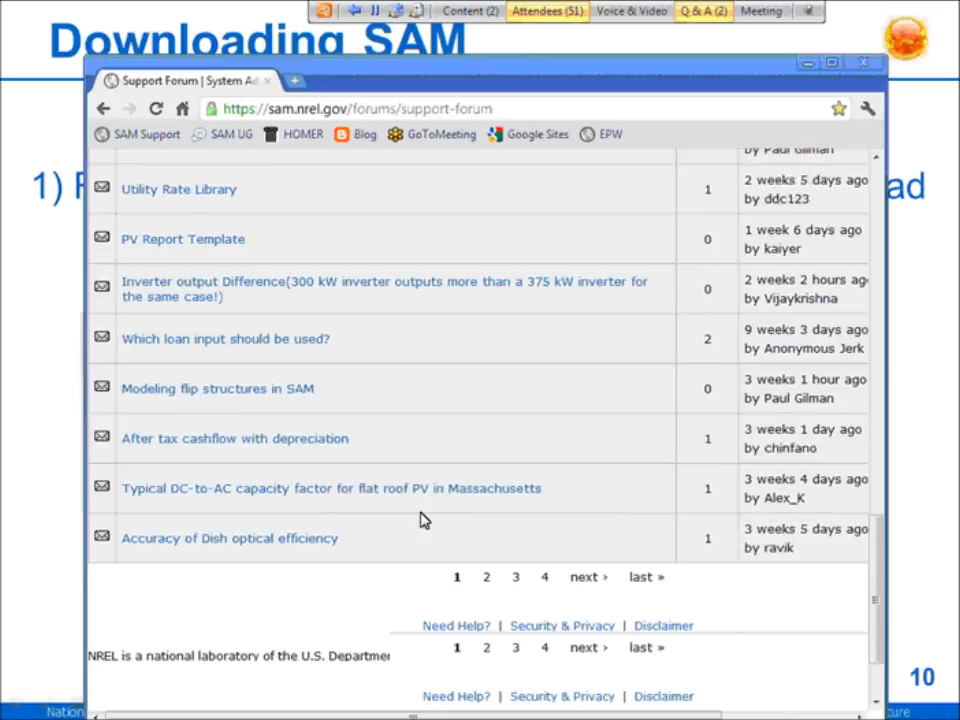 Content (2) Attendees (51) Voice & Video Q & A (2) Meeting
Downloading SAM
Support Forum | System Ad
https://sam.nrel.gov/forums/support-forum
SAM Support SAM UG HOMER Blog GoToMeeting Google Sites EPW
by Paul Gilman
1)
ad
Utility Rate Library 1 2 weeks 5 days ago
by ddc123
PV Report Template 0 1 week 6 days ago
by kaiyer
Inverter output Difference(300 kW inverter outputs more than a 375 kW inverter for
the same case!) 0 2 weeks 2 hours ag
by Vijaykrishna
Which loan input should be used? 2 9 weeks 3 days ago
by Anonymous Jerk
Modeling flip structures in SAM 0 3 weeks 1 hour ago
by Paul Gilman
After tax cashflow with depreciation 1 3 weeks 1 day ago
by chinfano
Typical DC-to-AC capacity factor for flat roof PV in Massachusetts 1 3 weeks 4 days ago
by Alex_K
Accuracy of Dish optical efficiency 1 3 weeks 5 days ago
by ravik
1 2 3 4 next › last »
Need Help? | Security & Privacy | Disclaimer
1 2 3 4 next › last »
NREL is a national laboratory of the U.S. Departmen
10
Need Help? | Security & Privacy | Disclaimer
Nation
cture